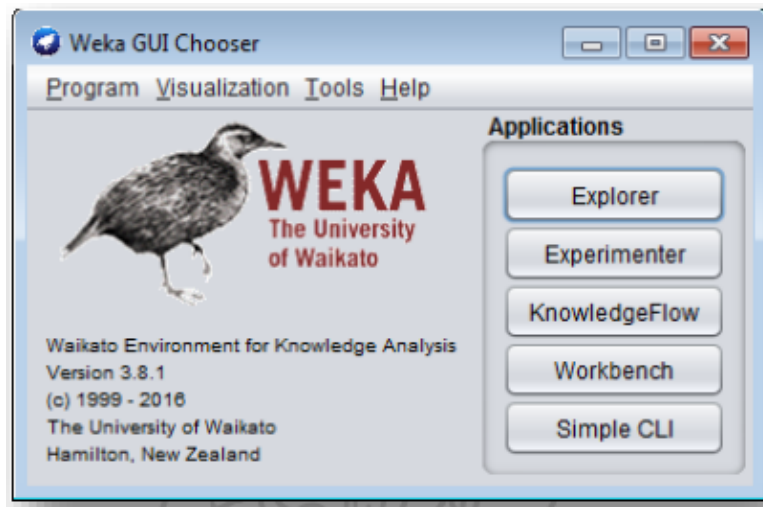 Weka GUI Chooser
Program Visualization Tools Help
WEKA
The University
of Waikato
Waikato Environment for Knowledge Analysis
Version 3.8.1
(c) 1999 - 2016
The University of Waikato
Hamilton, New Zealand
Applications
Explorer
Experimenter
KnowledgeFlow
Workbench
Simple CLI